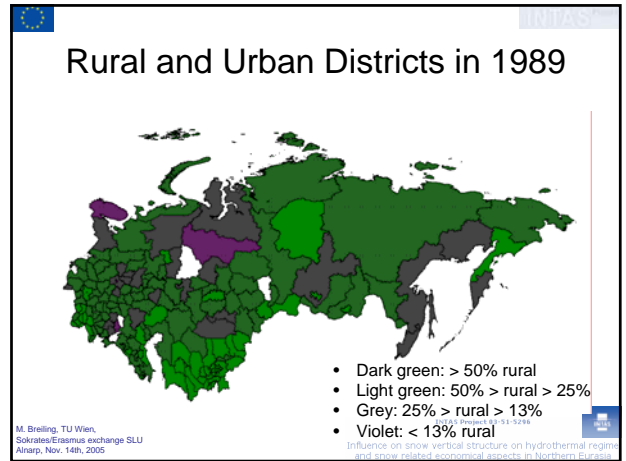 INTAS
Rural and Urban Districts in 1989
• Dark green: > 50% rural
• Light green: 50% > rural > 25%
• Grey: 25% > rural > 13%
• Violet: < 13% rural
M. Breiling, TU Wien,
Sokrates/Erasmus exchange SLU
Alnarp, Nov. 14th, 2005
INTAS Project 03-51-5296
INTAS
Influence on snow vertical structure on hydrothermal regime
and snow related economical aspects in Northern Eurasia